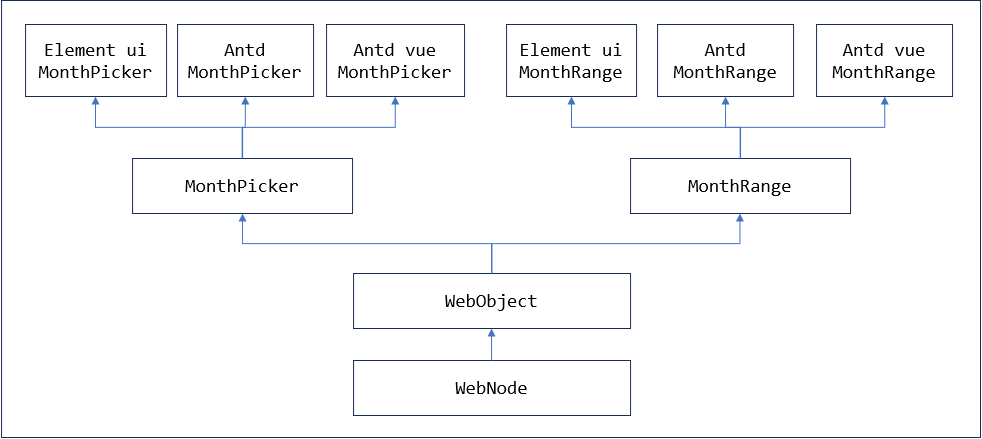 Element ui
MonthPicker
Antd
MonthPicker
Antd vue
MonthPicker
Element ui
MonthRange
Antd
MonthRange
Antd vue
MonthRange
MonthPicker
MonthRange
WebObject
WebNode